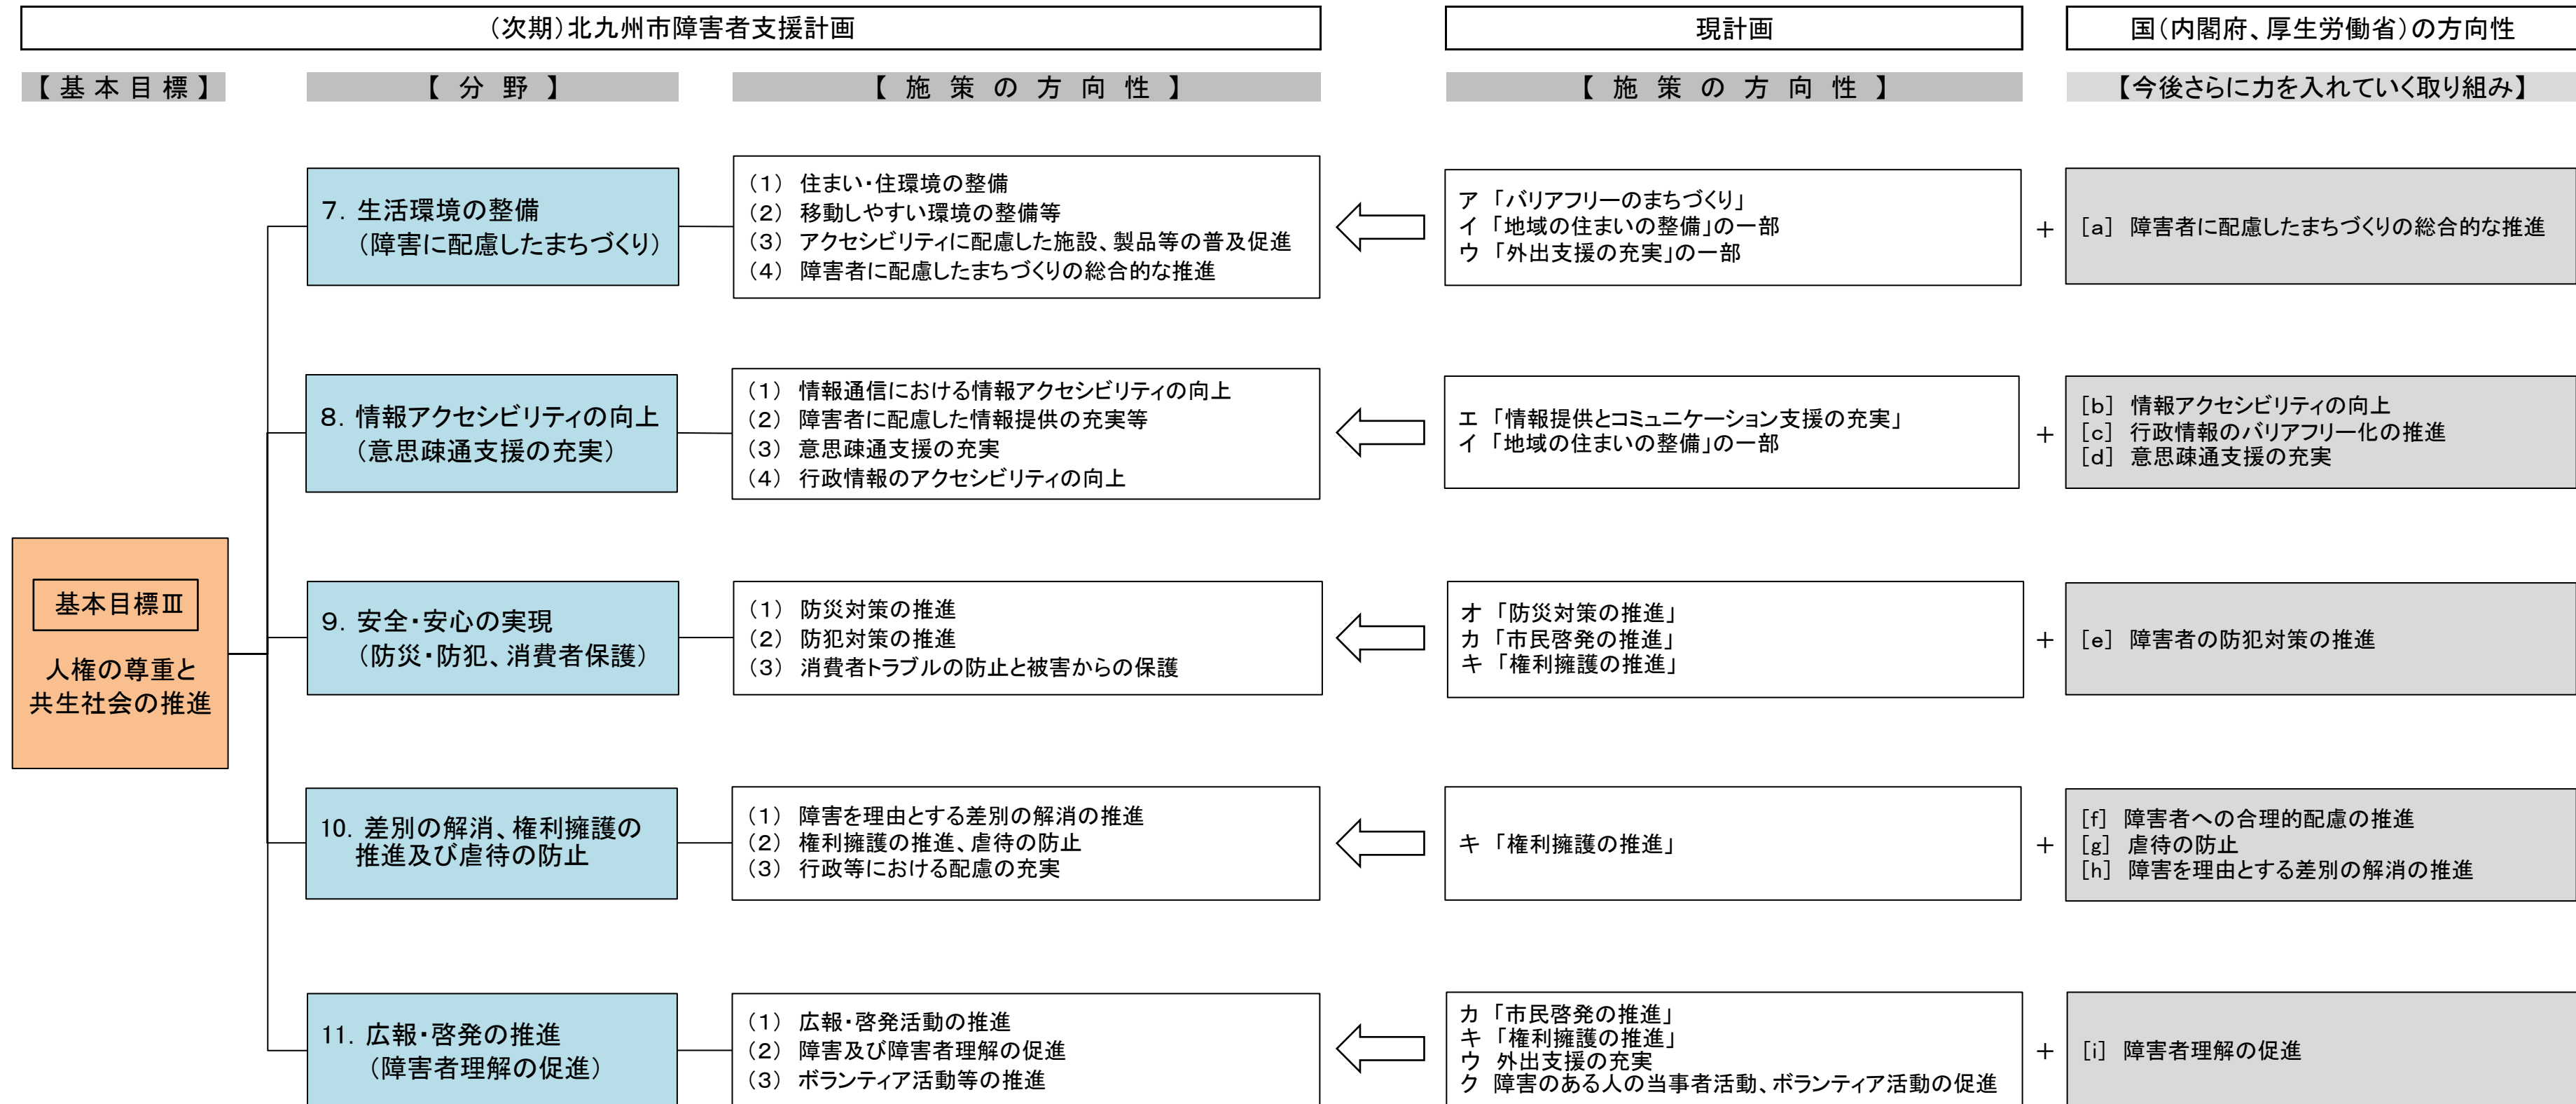 (次期)北九州市障害者支援計画
現計画
国(内閣府、厚生労働省)の方向性
【基本目標】
【分野】
【施策の方向性】
【施策の方向性】
【今後さらに力を入れていく取り組み】
基本目標Ⅲ
人権の尊重と
共生社会の推進
7. 生活環境の整備
(障害に配慮したまちづくり)
(1) 住まい・住環境の整備
(2) 移動しやすい環境の整備等
(3) アクセシビリティに配慮した施設、製品等の普及促進
(4) 障害者に配慮したまちづくりの総合的な推進
ア 「バリアフリーのまちづくり」
イ 「地域の住まいの整備」の一部
ウ 「外出支援の充実」の一部
+
[a] 障害者に配慮したまちづくりの総合的な推進
8. 情報アクセシビリティの向上
(意思疎通支援の充実)
(1) 情報通信における情報アクセシビリティの向上
(2) 障害者に配慮した情報提供の充実等
(3) 意思疎通支援の充実
(4) 行政情報のアクセシビリティの向上
エ 「情報提供とコミュニケーション支援の充実」
イ 「地域の住まいの整備」の一部
+
[b] 情報アクセシビリティの向上
[c] 行政情報のバリアフリー化の推進
[d] 意思疎通支援の充実
9. 安全・安心の実現
(防災・防犯、消費者保護)
(1) 防災対策の推進
(2) 防犯対策の推進
(3) 消費者トラブルの防止と被害からの保護
オ 「防災対策の推進」
カ 「市民啓発の推進」
キ 「権利擁護の推進」
+
[e] 障害者の防犯対策の推進
10. 差別の解消、権利擁護の
推進及び虐待の防止
(1) 障害を理由とする差別の解消の推進
(2) 権利擁護の推進、虐待の防止
(3) 行政等における配慮の充実
キ 「権利擁護の推進」
+
[f] 障害者への合理的配慮の推進
[g] 虐待の防止
[h] 障害を理由とする差別の解消の推進
11. 広報・啓発の推進
(障害者理解の促進)
(1) 広報・啓発活動の推進
(2) 障害及び障害者理解の促進
(3) ボランティア活動等の推進
カ 「市民啓発の推進」
キ 「権利擁護の推進」
ウ 外出支援の充実
ク 障害のある人の当事者活動、ボランティア活動の促進
+
[i] 障害者理解の促進